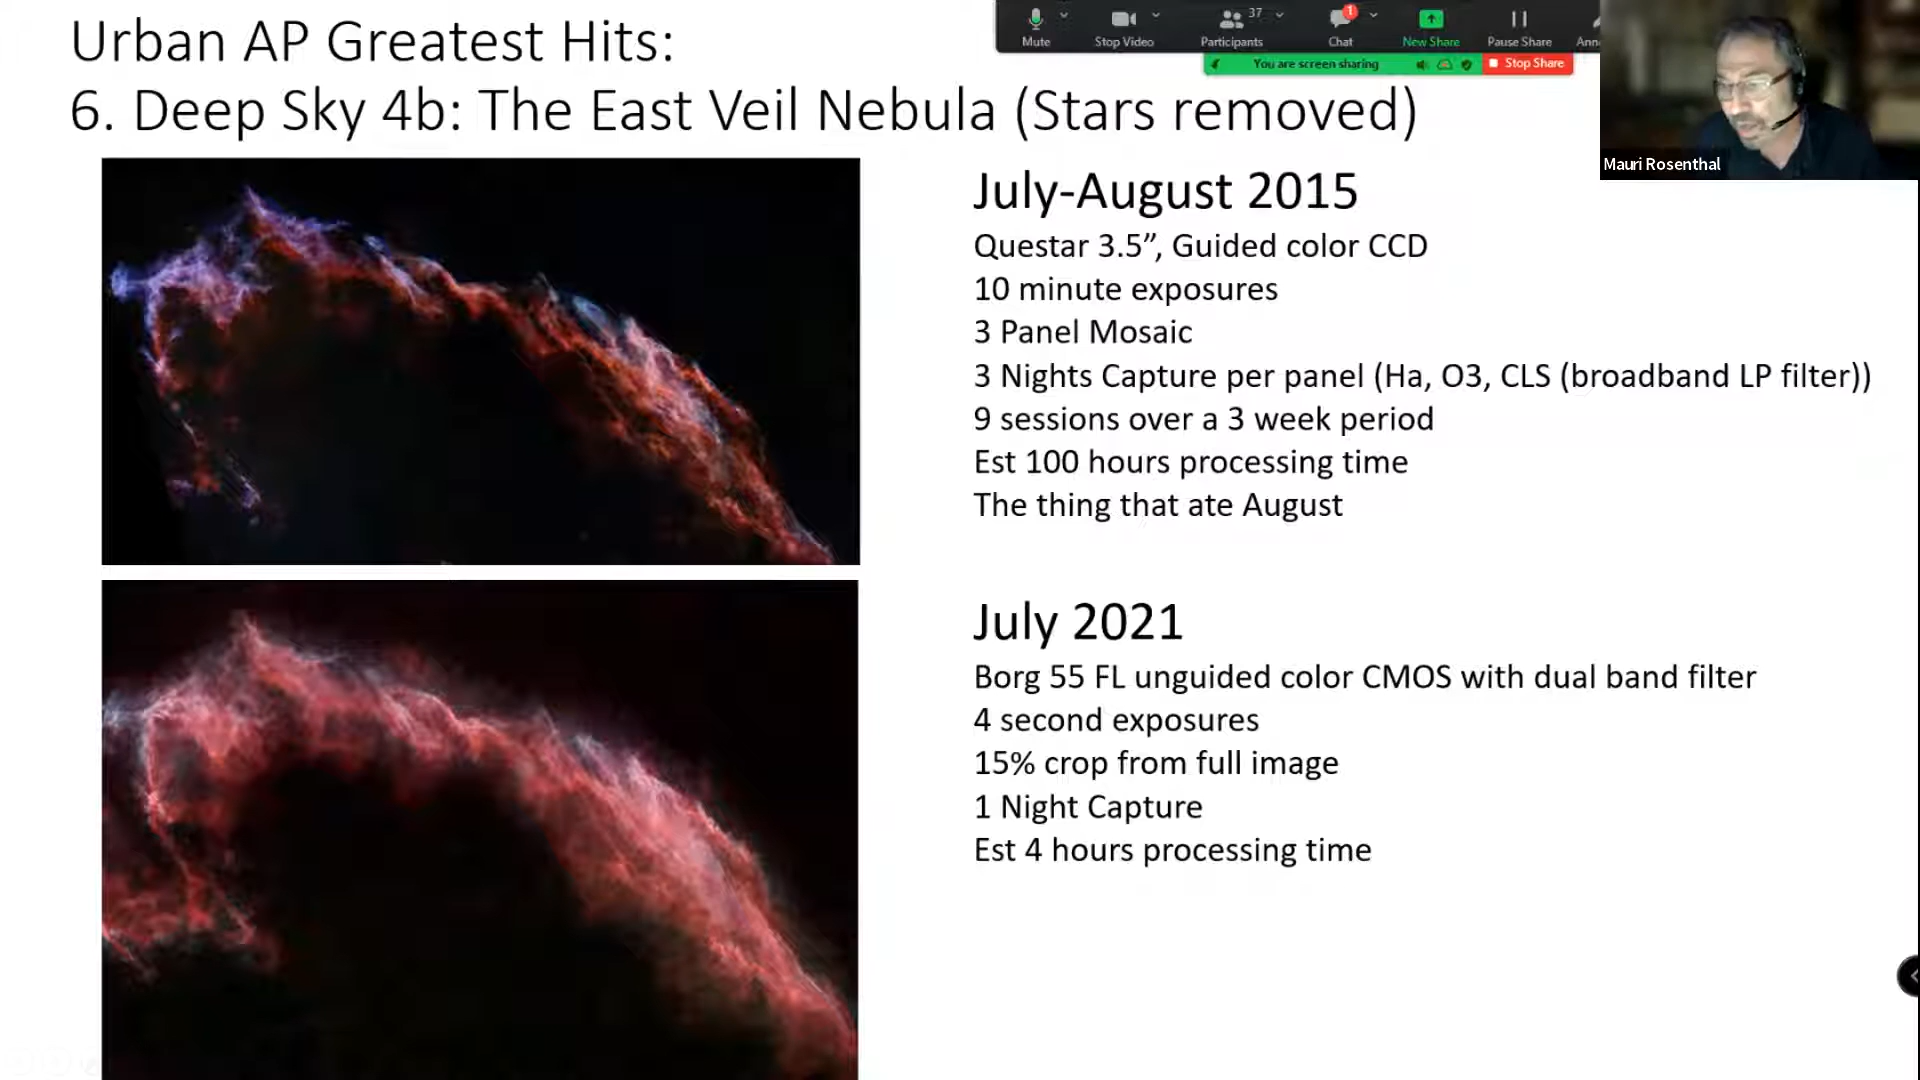 Urban AP Greatest Hits:
6. Deep Sky 4b: The East Veil Nebula (Stars removed)
Mute
Stop Video
37
Participants
1
Chat
New Share
Pause Share
You are screen sharing
Stop Share
Mauri Rosenthal
July-August 2015
Questar 3.5”, Guided color CCD
10 minute exposures
3 Panel Mosaic
3 Nights Capture per panel (Ha, O3, CLS (broadband LP filter))
9 sessions over a 3 week period
Est 100 hours processing time
The thing that ate August
July 2021
Borg 55 FL unguided color CMOS with dual band filter
4 second exposures
15% crop from full image
1 Night Capture
Est 4 hours processing time